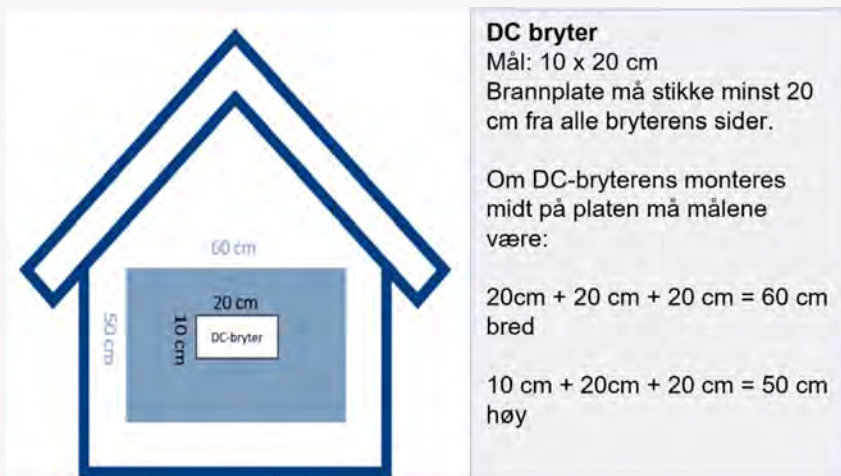 60 cm
20 cm
10 cm
DC-bryter
50 cm
DC bryter
Mål: 10 x 20 cm
Brannplate må stikke minst 20
cm fra alle bryterens sider.
Om DC-bryterens monteres
midt på platen må målene
være:
20cm + 20 cm + 20 cm = 60 cm
bred
10 cm + 20cm + 20 cm = 50 cm
høy